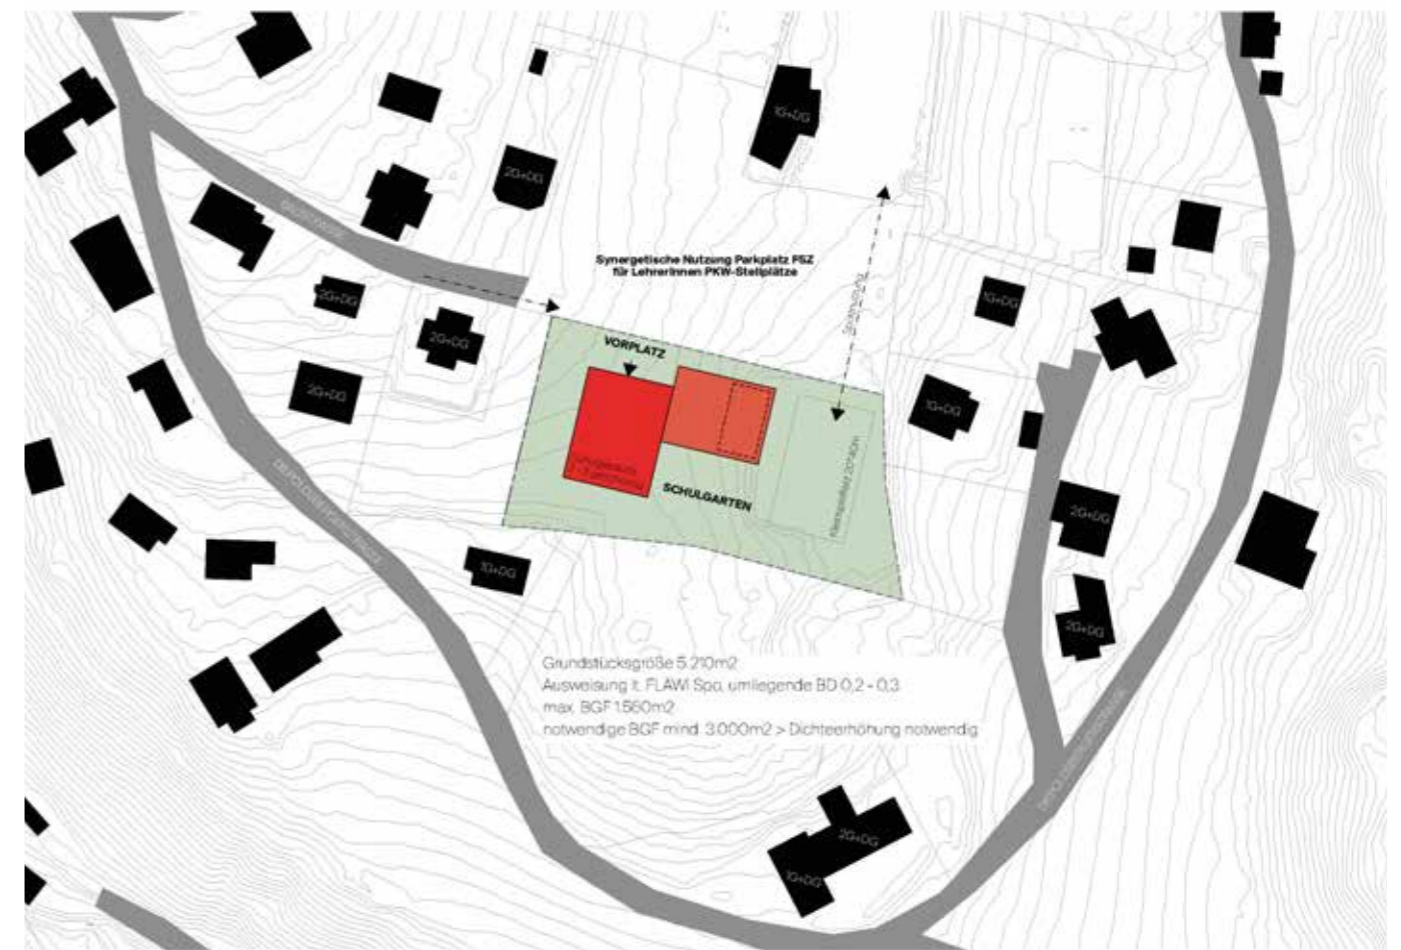 1G+DG
2G+DG
Synergetische Nutzung Parkplatz FSZ
für LehrerInnen PKW-Stellplätze
2G+DG
1G+DG
2G+DG
VORPLATZ
2G+DG
1G+DG
SCHULGARTEN
2G+DG
1G+DG
2G+DG
Grundstücksgröße 5.210m2
Ausweisung lt. FLAWI Spo, umliegende BD 0,2 - 0,3
max. BGF 1.560m2
notwendige BGF mind. 3.000m2 > Dichteerhöhung notwendig
2G+DG
1G+DG